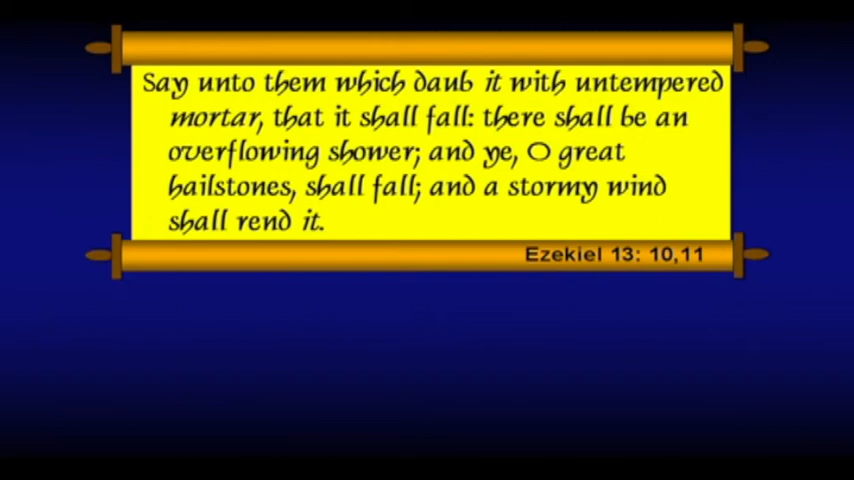 Say unto them which daub it with untempered
mortar, that it shall fall: there shall be an
overflowing shower; and ye, O great
hailstones, shall fall; and a stormy wind
shall rend it.
Ezekiel 13: 10,11